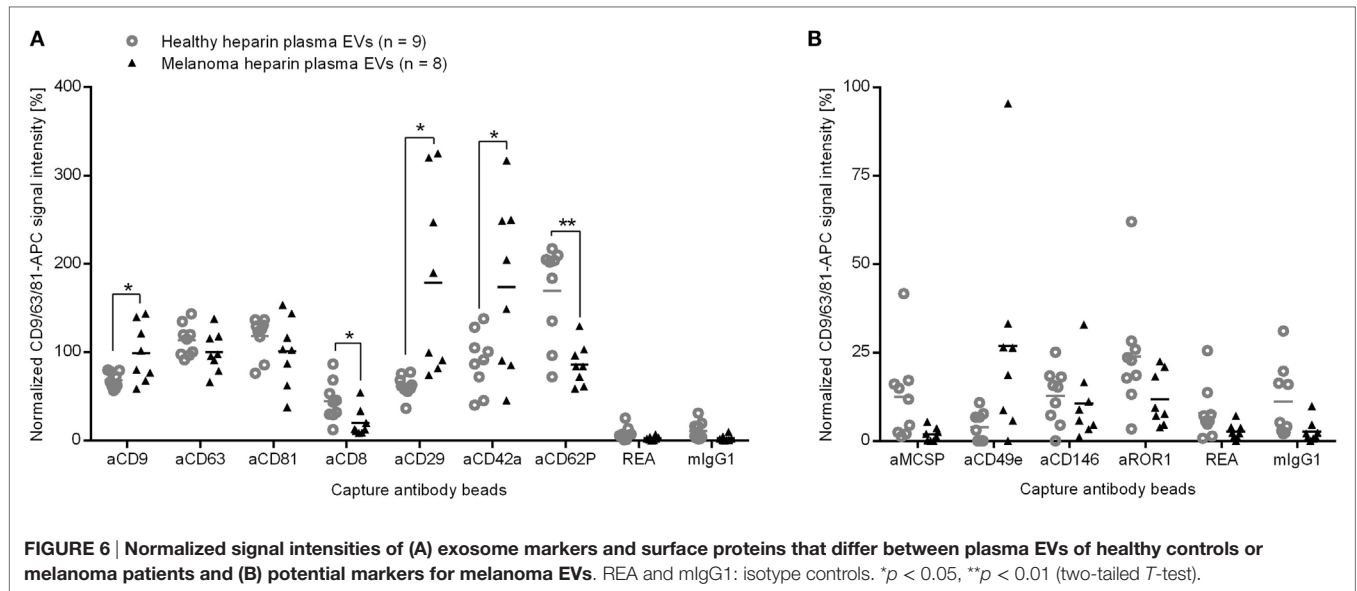 A
Healthy heparin plasma EVs (n = 9)
Melanoma heparin plasma EVs (n = 8)
Normalized CD9/63/81-APC signal intensity [%]
400
300
200
100
0
*
*
*
*
**
aCD9 aCD63 aCD81 aCD8 aCD29 aCD42a aCD62P REA mIgG1
Capture antibody beads
B
Normalized CD9/63/81-APC signal intensity [%]
100
75
50
25
0
aMCSP aCD49e aCD146 aROR1 REA mIgG1
Capture antibody beads
FIGURE 6 | Normalized signal intensities of (A) exosome markers and surface proteins that differ between plasma EVs of healthy controls or
melanoma patients and (B) potential markers for melanoma EVs. REA and mIgG1: isotype controls. *p < 0.05, **p < 0.01 (two-tailed T-test).